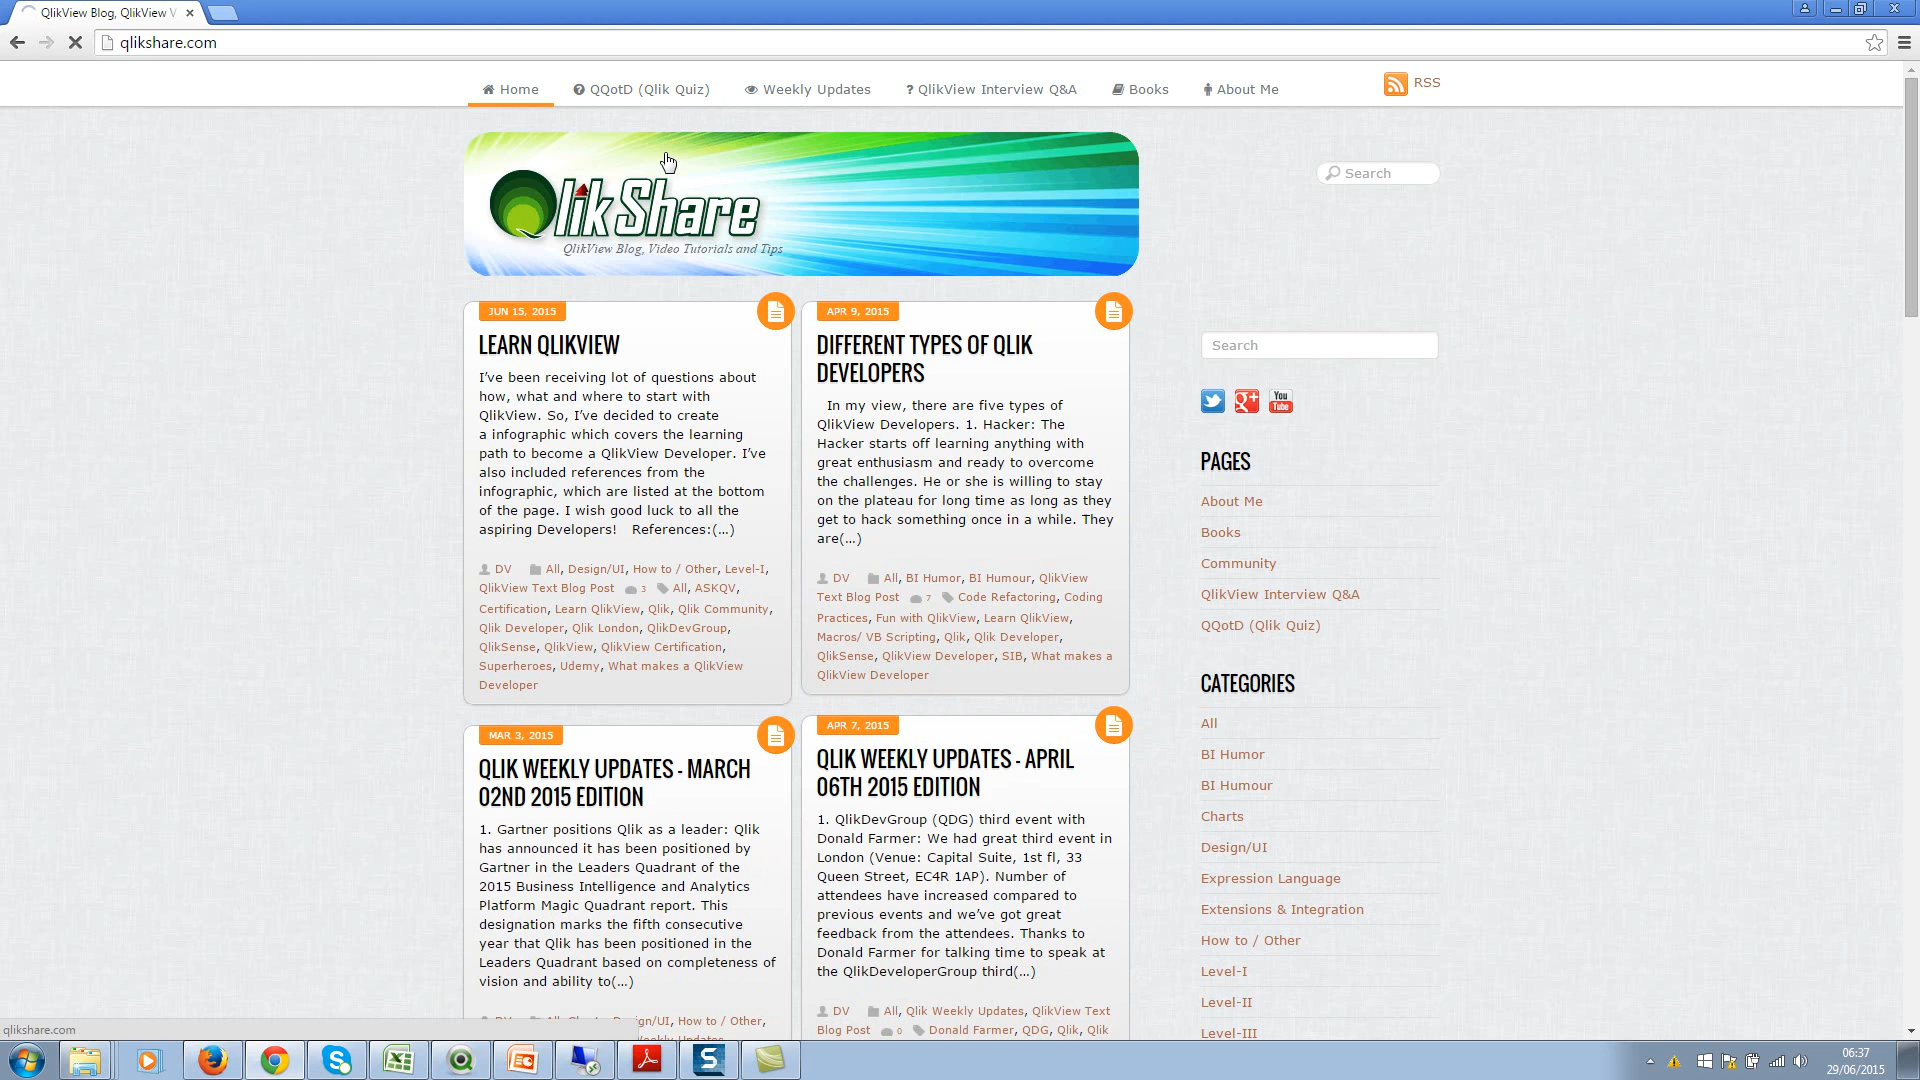 QlikView Blog, QlikView V
qlikshare.com
Home
QQotD (Qlik Quiz)
Weekly Updates
? QlikView Interview Q&A
Books
About Me
RSS
QlikShare
QlikView Blog, Video Tutorials and Tips
Search
JUN 15, 2015
LEARN QLIKVIEW
I've been receiving lot of questions about
how, what and where to start with
QlikView. So, I've decided to create
a infographic which covers the learning
path to become a QlikView Developer. I've
also included references from the
infographic, which are listed at the bottom
of the page. I wish good luck to all the
aspiring Developers!   References:(...)
DV All, Design/UI, How to / Other, Level-I,
QlikView Text Blog Post 3 All, ASKQV,
Certification, Learn QlikView, Qlik, Qlik Community,
Qlik Developer, Qlik London, QlikDevGroup,
QlikSense, QlikView, QlikView Certification,
Superheroes, Udemy, What makes a QlikView
Developer
APR 9, 2015
DIFFERENT TYPES OF QLIK
DEVELOPERS
In my view, there are five types of
QlikView Developers. 1. Hacker: The
Hacker starts off learning anything with
great enthusiasm and ready to overcome
the challenges. He or she is willing to stay
on the plateau for long time as long as they
get to hack something once in a while. They
are(...)
DV All, BI Humor, BI Humour, QlikView
Text Blog Post 7 Code Refactoring, Coding
Practices, Fun with QlikView, Learn QlikView,
Macros/ VB Scripting, Qlik, Qlik Developer,
QlikSense, QlikView Developer, SIB, What makes a
QlikView Developer
MAR 3, 2015
QLIK WEEKLY UPDATES - MARCH
02ND 2015 EDITION
1. Gartner positions Qlik as a leader: Qlik
has announced it has been positioned by
Gartner in the Leaders Quadrant of the
2015 Business Intelligence and Analytics
Platform Magic Quadrant report. This
designation marks the fifth consecutive
year that Qlik has been positioned in the
Leaders Quadrant based on completeness of
vision and ability to(...)
How to / Other,
APR 7, 2015
QLIK WEEKLY UPDATES - APRIL
06TH 2015 EDITION
1. QlikDevGroup (QDG) third event with
Donald Farmer: We had great third event in
London (Venue: Capital Suite, 1st fl, 33
Queen Street, EC4R 1AP). Number of
attendees have increased compared to
previous events and we've got great
feedback from the attendees. Thanks to
Donald Farmer for talking time to speak at
the QlikDeveloperGroup third(...)
DV All, Qlik Weekly Updates, QlikView Text
Blog Post 0 Donald Farmer, QDG, Qlik, Qlik
Search
You
Tube
PAGES
About Me
Books
Community
QlikView Interview Q&A
QQotD (Qlik Quiz)
CATEGORIES
All
BI Humor
BI Humour
Charts
Design/UI
Expression Language
Extensions & Integration
How to / Other
Level-I
Level-II
Level-III
qlikshare.com
06:37
29/06/2015